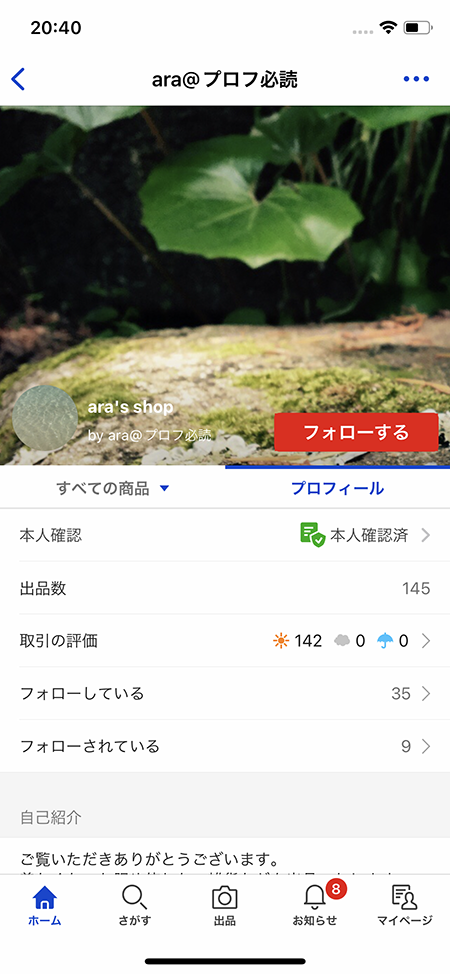 20:40
ara@プロフ必読
ara's shop
by ara@プロフ必読
フォローする
すべての商品
プロフィール
本人確認
本人確認済
出品数
145
取引の評価
142
0
0
フォローしている
35
フォローされている
9
自己紹介
ご覧いただきありがとうございます。
8
ホーム
さがす
出品
お知らせ
マイページ